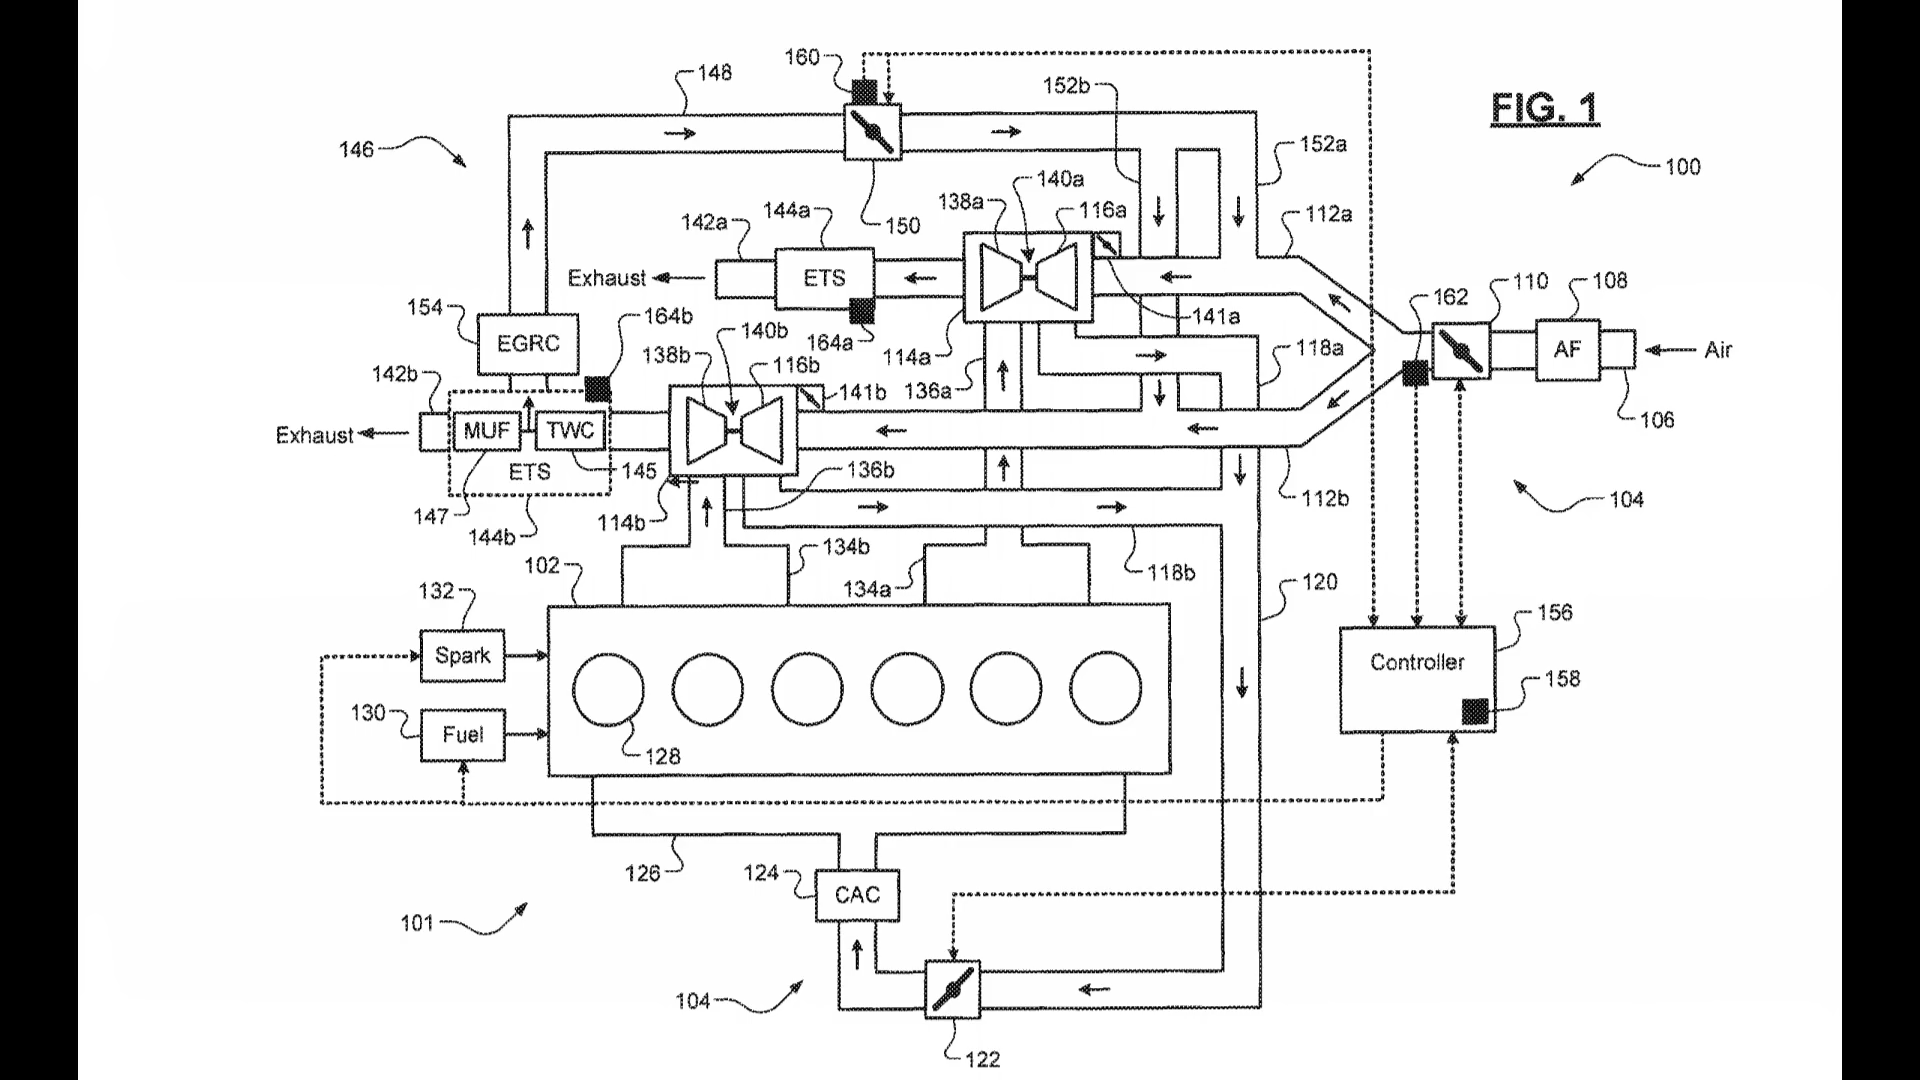 FIG. 1
160
148
152b
146
152a
100
140a
138a
116a
144a
142a
150
112a
Exhaust
ETS
154
164b
162
110
108
140b
164a
141a
EGRC
138b
116b
114a
118a
AF
Air
142b
141b
136a
106
Exhaust
MUF
TWC
ETS
145
136b
112b
104
147
144b
114b
134b
102
134a
118b
120
132
156
Spark
Controller
158
130
Fuel
128
126
124
CAC
101
104
122